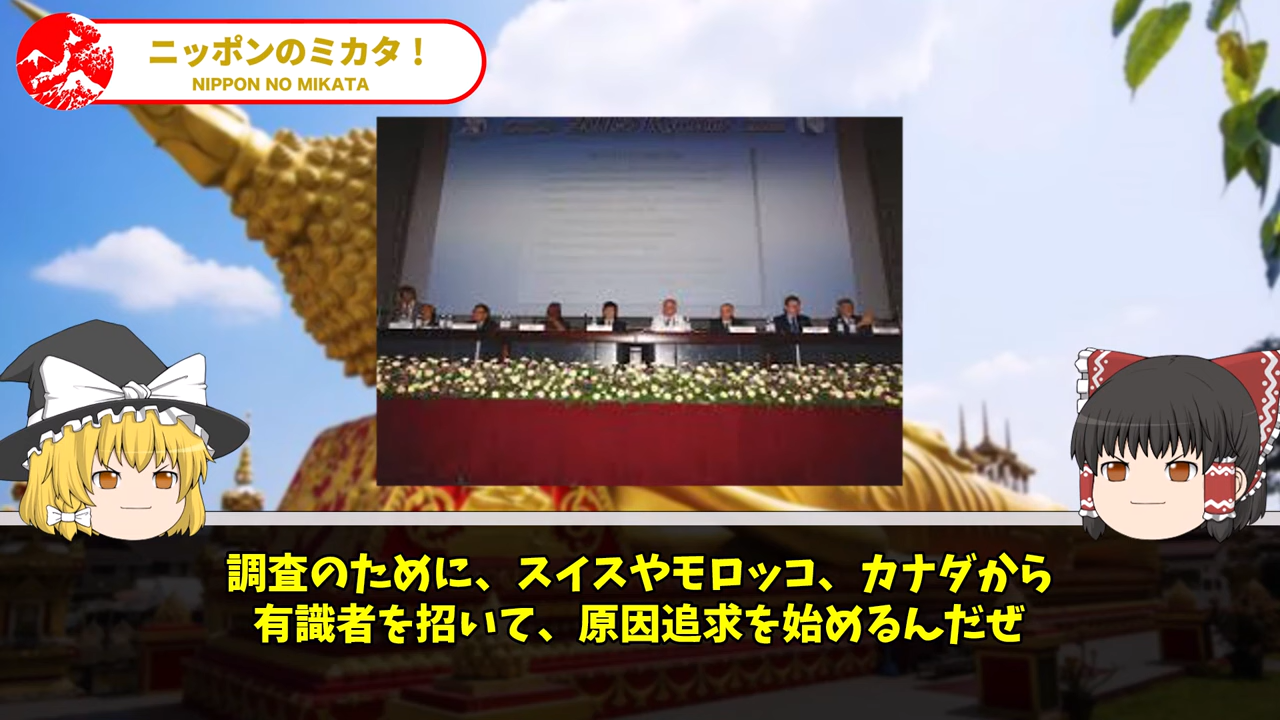 ニッポンのミカタ！
NIPPON NO MIKATA
調査のために、スイスやモロッコ、カナダから
有識者を招いて、原因追求を始めるんだぜ